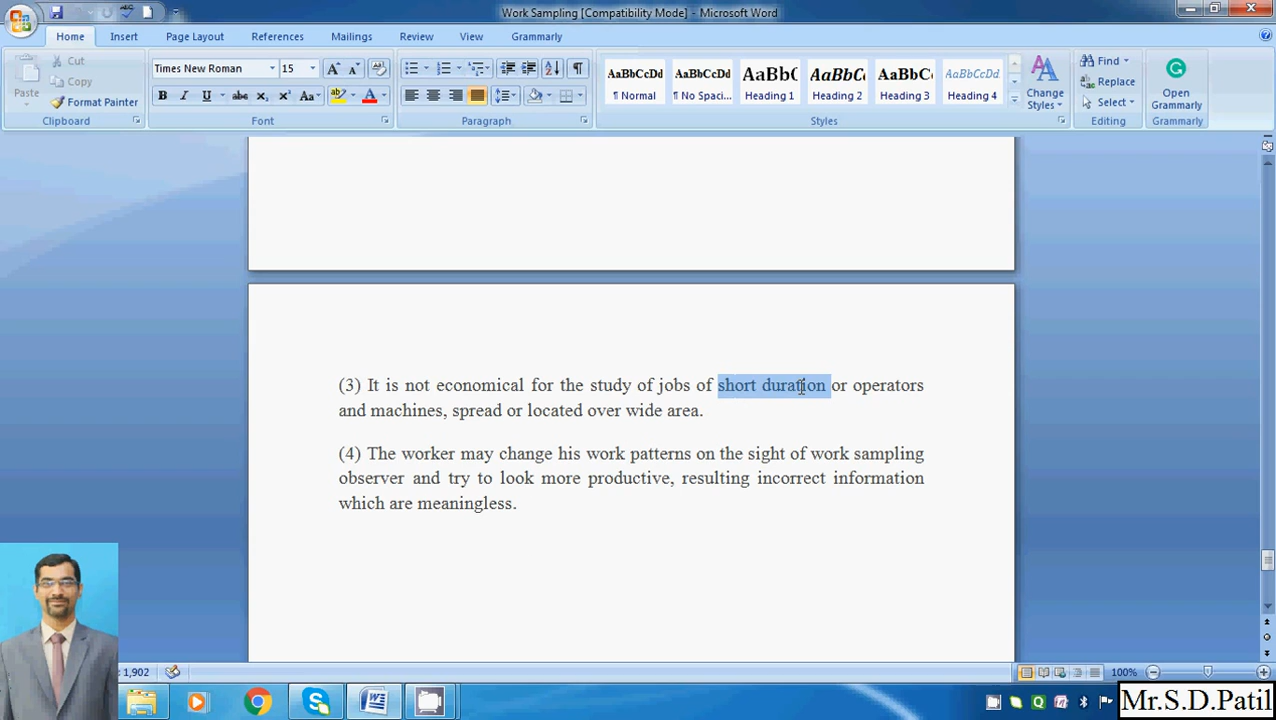 Work Sampling [Compatibility Mode] - Microsoft Word
Home Insert Page Layout References Mailings Review View Grammarly
Paste
Cut
Copy
Format Painter
Clipboard
Times New Roman 15
B I U abc x₂ x² Aa
Font
Paragraph
AaBbCcDd AaBbCcDd AaBbC AaBbC AaBbC AaBbCcDd
¶ Normal ¶ No Spaci... Heading 1 Heading 2 Heading 3 Heading 4
Change Styles
Styles
Find
Replace
Select
Editing
Open Grammarly
Grammarly
(3) It is not economical for the study of jobs of short duration or operators
and machines, spread or located over wide area.
(4) The worker may change his work patterns on the sight of work sampling
observer and try to look more productive, resulting incorrect information
which are meaningless.
: 1,902
100%
Mr.S.D.Patil